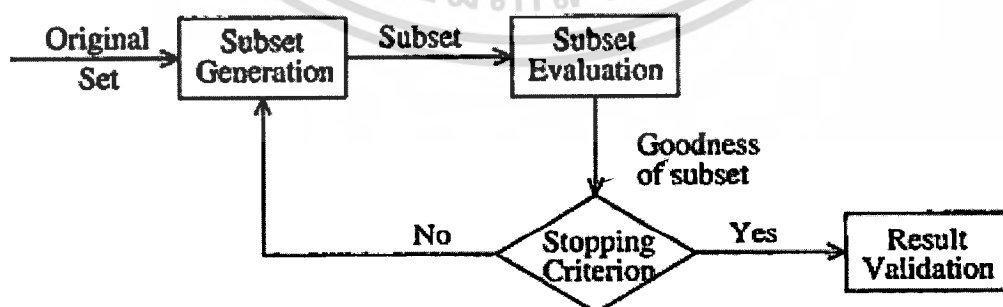 Original
Set
Subset
Generation
Subset
Subset
Evaluation
Goodness
of subset
No
Stopping
Criterion
Yes
Result
Validation